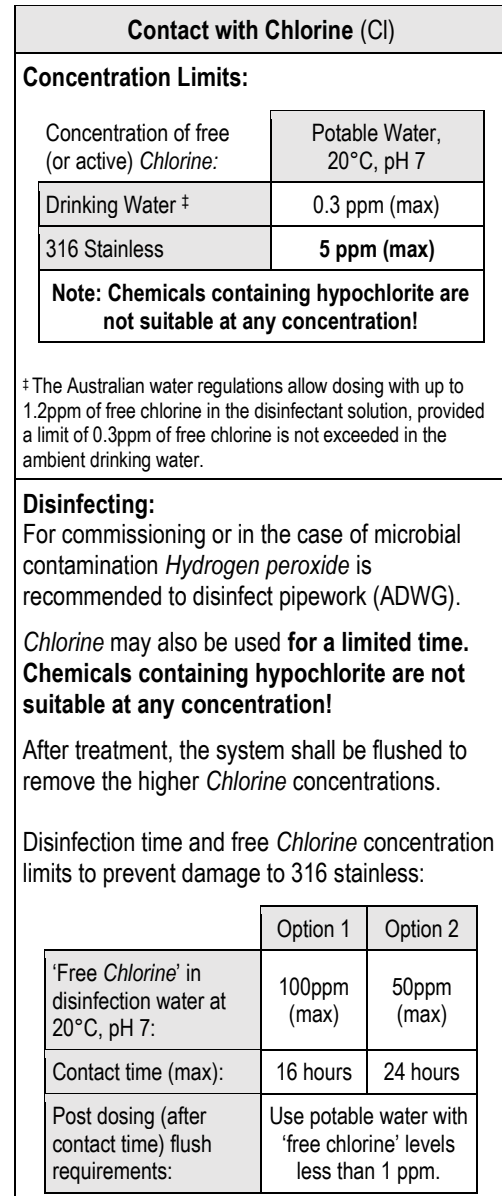 Contact with Chlorine (Cl)
Concentration Limits:
Concentration of free
(or active) Chlorine:
Potable Water,
20°C, pH 7
Drinking Water ‡
0.3 ppm (max)
316 Stainless
5 ppm (max)
Note: Chemicals containing hypochlorite are
not suitable at any concentration!
‡ The Australian water regulations allow dosing with up to
1.2ppm of free chlorine in the disinfectant solution, provided
a limit of 0.3ppm of free chlorine is not exceeded in the
ambient drinking water.
Disinfecting:
For commissioning or in the case of microbial
contamination Hydrogen peroxide is
recommended to disinfect pipework (ADWG).
Chlorine may also be used for a limited time.
Chemicals containing hypochlorite are not
suitable at any concentration!
After treatment, the system shall be flushed to
remove the higher Chlorine concentrations.
Disinfection time and free Chlorine concentration
limits to prevent damage to 316 stainless:
Option 1
Option 2
‘Free Chlorine’ in
disinfection water at
20°C, pH 7:
100ppm
(max)
50ppm
(max)
Contact time (max):
16 hours
24 hours
Post dosing (after
contact time) flush
requirements:
Use potable water with
‘free chlorine’ levels
less than 1 ppm.